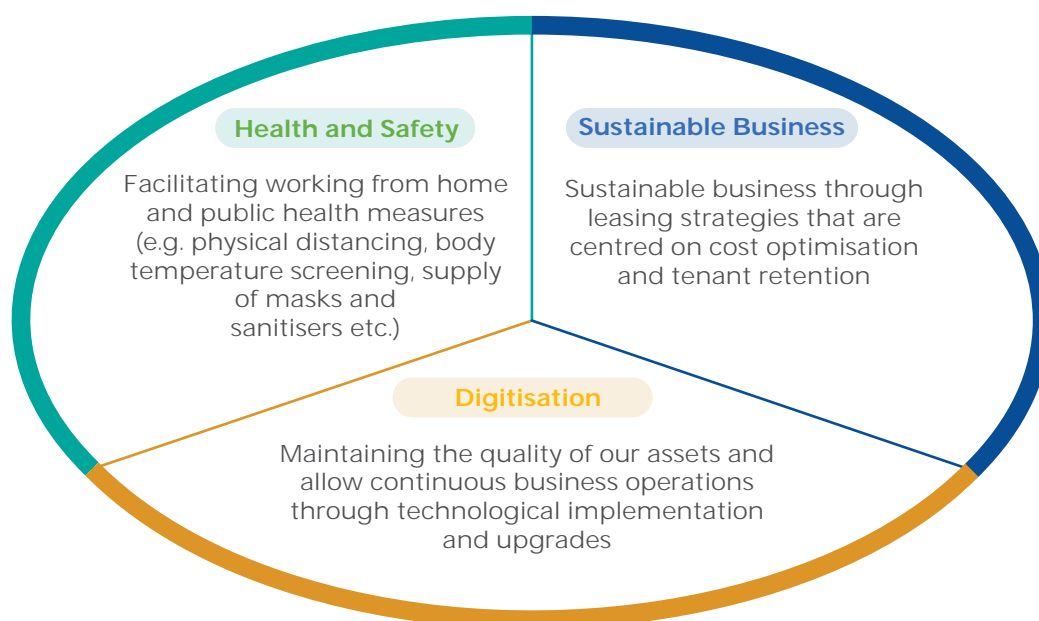 Health and Safety
Facilitating working from home
and public health measures
(e.g. physical distancing, body
temperature screening, supply
of masks and
sanitisers etc.)
Sustainable Business
Sustainable business through
leasing strategies that are
centred on cost optimisation
and tenant retention
Digitisation
Maintaining the quality of our assets and
allow continuous business operations
through technological implementation
and upgrades